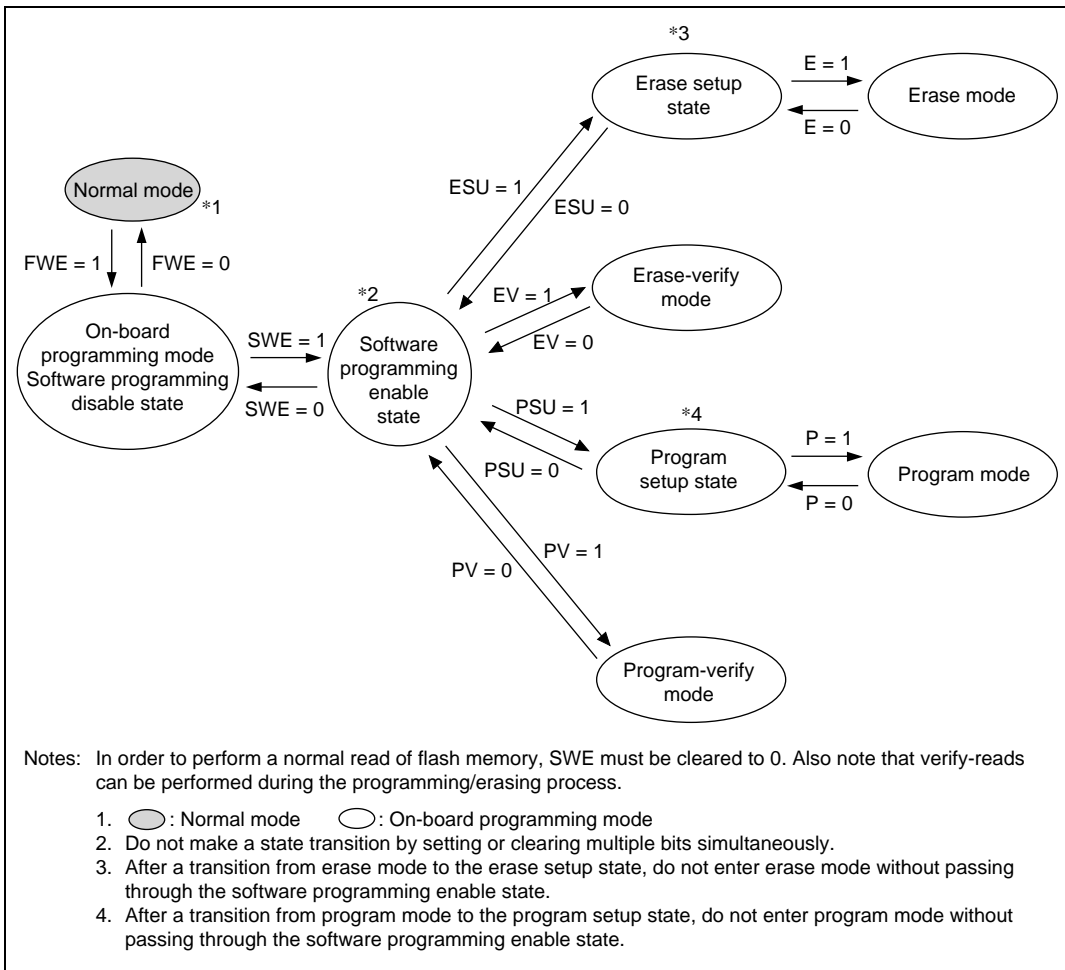 *3
Erase setup
state
E = 1
E = 0
Erase mode
Normal mode
*1
FWE = 1
FWE = 0
ESU = 1
ESU = 0
Erase-verify
mode
*2
EV = 1
EV = 0
On-board
programming mode
Software programming
disable state
SWE = 1
SWE = 0
Software
programming
enable
state
PSU = 1
PSU = 0
*4
Program
setup state
P = 1
P = 0
Program mode
PV = 1
PV = 0
Program-verify
mode
Notes: In order to perform a normal read of flash memory, SWE must be cleared to 0. Also note that verify-reads
can be performed during the programming/erasing process.
1. : Normal mode : On-board programming mode
2. Do not make a state transition by setting or clearing multiple bits simultaneously.
3. After a transition from erase mode to the erase setup state, do not enter erase mode without passing
through the software programming enable state.
4. After a transition from program mode to the program setup state, do not enter program mode without
passing through the software programming enable state.